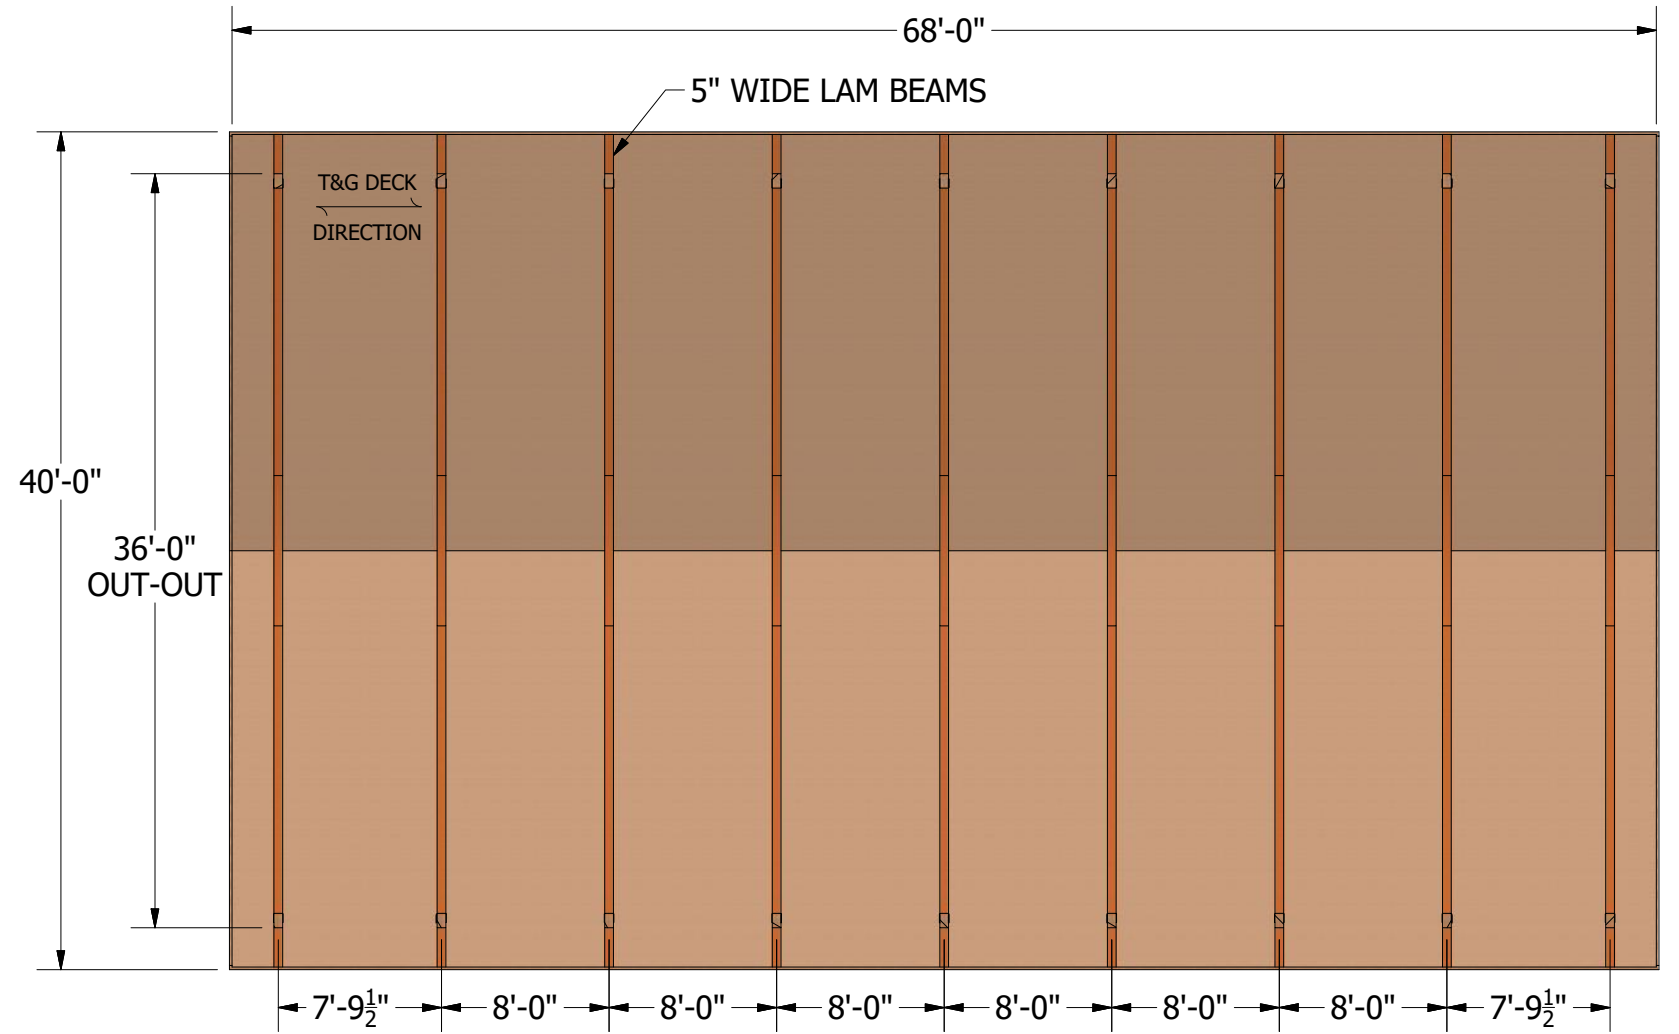 68'-0"
5" WIDE LAM BEAMS
T&G DECK
DIRECTION
40'-0"
36'-0"
OUT-OUT
7'-9½" 8'-0" 8'-0" 8'-0" 8'-0" 8'-0" 8'-0" 7'-9½"